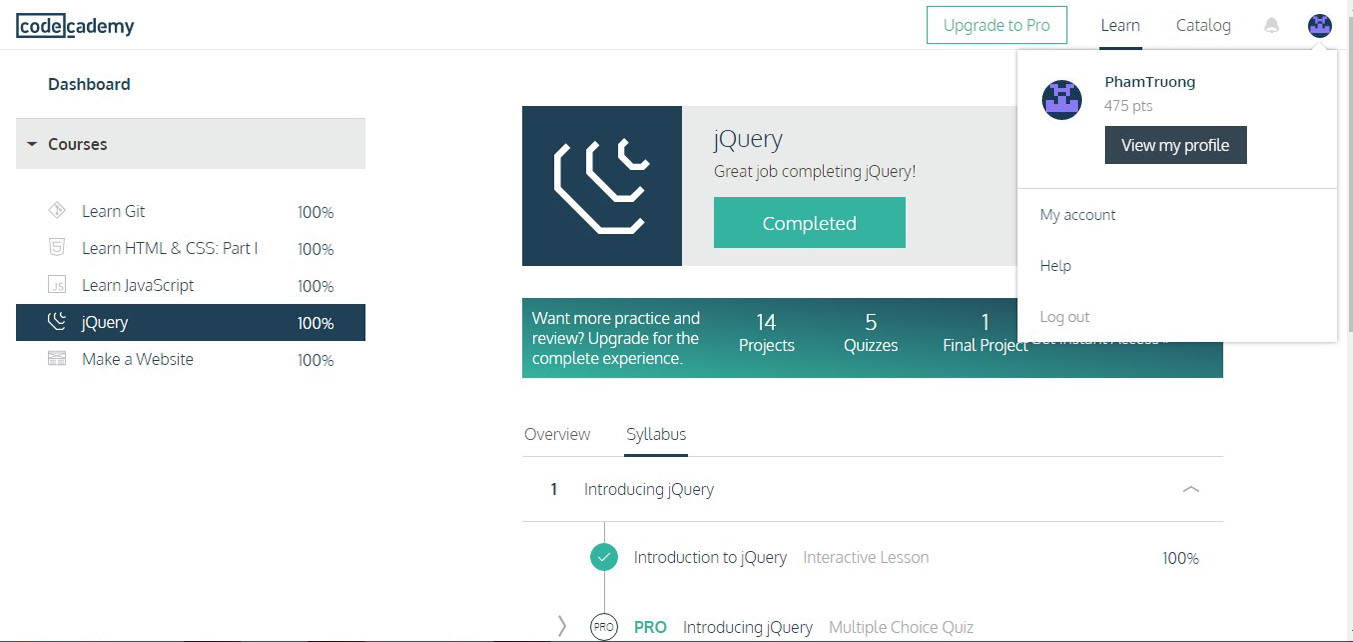 codecademy
Upgrade to Pro
Learn
Catalog
Dashboard
Courses
Learn Git 100%
Learn HTML & CSS: Part I 100%
Learn JavaScript 100%
jQuery 100%
Make a Website 100%
jQuery
Great job completing jQuery!
Completed
PhamTruong
475 pts
View my profile
My account
Help
Log out
Want more practice and
review? Upgrade for the
complete experience.
14
Projects
5
Quizzes
1
Final Project
Overview
Syllabus
1 Introducing jQuery
Introduction to jQuery Interactive Lesson 100%
PRO PRO Introducing jQuery Multiple Choice Quiz